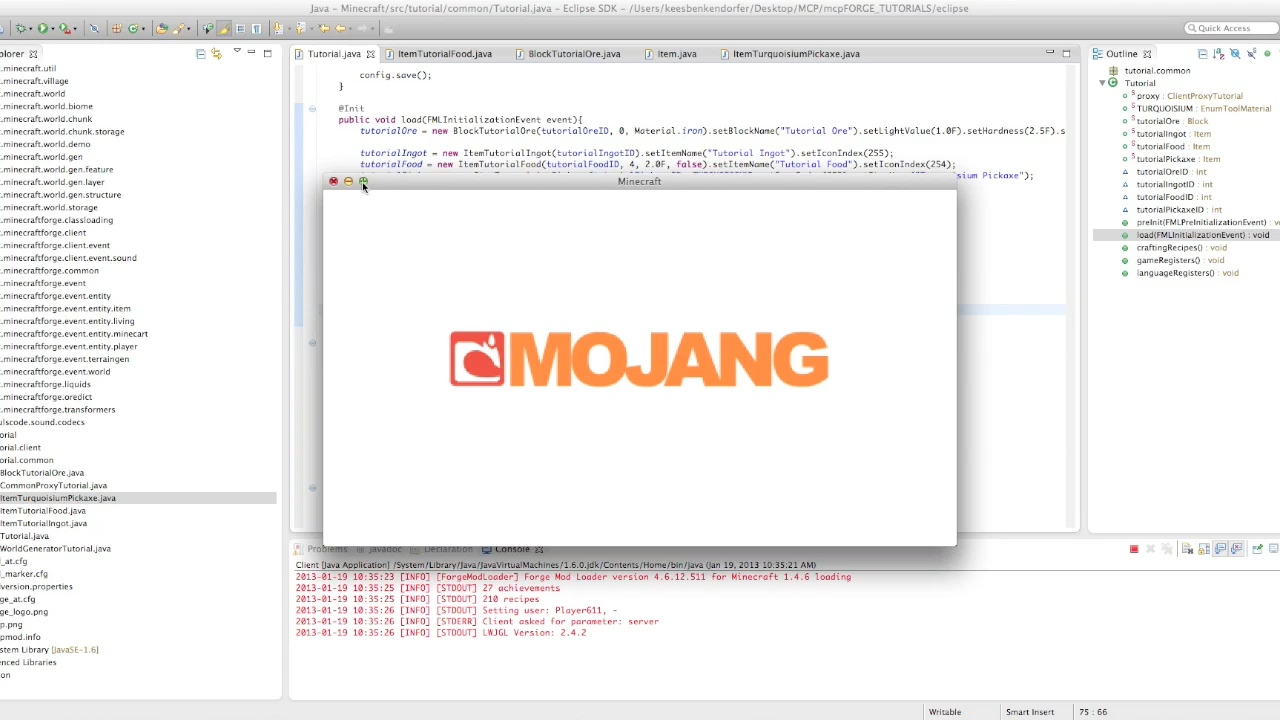 Java – Minecraft/src/tutorial/common/Tutorial.java – Eclipse SDK – /Users/keesbenkendorfer/Desktop/MCP/mcpFORGE_TUTORIALS/eclipse
Quick Access
plorer
.minecraft.util
.minecraft.village
.minecraft.world
.minecraft.world.biome
.minecraft.world.chunk
.minecraft.world.chunk.storage
.minecraft.world.demo
.minecraft.world.gen
.minecraft.world.gen.feature
.minecraft.world.gen.layer
.minecraft.world.gen.structure
.minecraft.world.storage
.minecraftforge.classloading
.minecraftforge.client
.minecraftforge.client.event
.minecraftforge.client.event.sound
.minecraftforge.common
.minecraftforge.event
.minecraftforge.event.entity
.minecraftforge.event.entity.item
.minecraftforge.event.entity.living
.minecraftforge.event.entity.minecart
.minecraftforge.event.entity.player
.minecraftforge.event.terraingen
.minecraftforge.event.world
.minecraftforge.liquids
.minecraftforge.oredict
.minecraftforge.transformers
ulscode.sound.codecs
orial
orial.client
orial.common
BlockTutorialOre.java
CommonProxyTutorial.java
ItemTurquoisiumPickaxe.java
ItemTutorialFood.java
ItemTutorialIngot.java
Tutorial.java
WorldGeneratorTutorial.java
_at.cfg
_marker.cfg
version.properties
ge_at.cfg
ge_logo.png
p.png
pmod.info
stem Library [JavaSE-1.6]
enced Libraries
on
Tutorial.java
ItemTutorialFood.java
BlockTutorialOre.java
Item.java
ItemTurquoisiumPickaxe.java
config.save();
}
@Init
public void load(FMLInitializationEvent event){
tutorialOre = new BlockTutorialOre(tutorialOreID, 0, Material.iron).setBlockName("Tutorial Ore").setLightValue(1.0F).setHardness(2.5F).s
tutorialIngot = new ItemTutorialIngot(tutorialIngotID).setItemName("Tutorial Ingot").setIconIndex(255);
tutorialFood = new ItemTutorialFood(tutorialFoodID, 4, 2.0F, false).setItemName("Tutorial Food").setIconIndex(254);
sium Pickaxe");
Minecraft
MOJANG
Outline
tutorial.common
Tutorial
proxy : ClientProxyTutorial
TURQUOISIUM : EnumToolMaterial
tutorialOre : Block
tutorialIngot : Item
tutorialFood : Item
tutorialPickaxe : Item
tutorialOreID : int
tutorialIngotID : int
tutorialFoodID : int
tutorialPickaxeID : int
preInit(FMLPreInitializationEvent) : vo
load(FMLInitializationEvent) : void
craftingRecipes() : void
gameRegisters() : void
languageRegisters() : void
Problems
Javadoc
Declaration
Console
Client [Java Application] /System/Library/Java/JavaVirtualMachines/1.6.0.jdk/Contents/Home/bin/java (Jan 19, 2013 10:35:21 AM)
2013-01-19 10:35:23 [INFO] [ForgeModLoader] Forge Mod Loader version 4.6.12.511 for Minecraft 1.4.6 loading
2013-01-19 10:35:25 [INFO] [STDOUT] 27 achievements
2013-01-19 10:35:25 [INFO] [STDOUT] 210 recipes
2013-01-19 10:35:26 [INFO] [STDOUT] Setting user: Player611, -
2013-01-19 10:35:26 [INFO] [STDERR] Client asked for parameter: server
2013-01-19 10:35:26 [INFO] [STDOUT] LWJGL Version: 2.4.2
Writable
Smart Insert
75 : 66